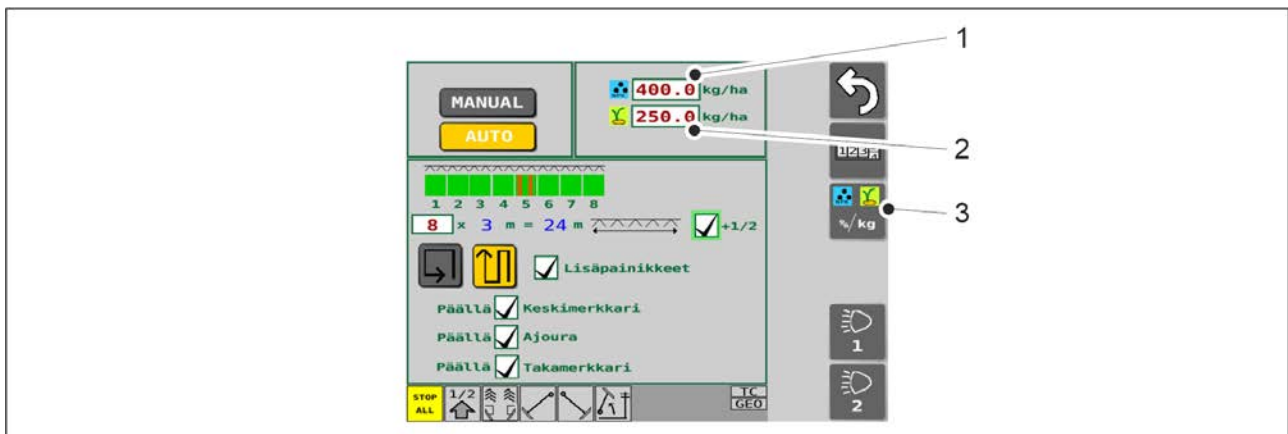 1
400.0 kg/ha
MANUAL
250.0 kg/ha
AUTO
2
1 2 3 4 5 6 7 8
3
%/kg
8 x 3 m = 24 m +1/2
Lisäpainikkeet
Päällä Keskimerkkari
Päällä Ajoura
1
Päällä Takamerkkari
STOP ALL
1/2
TC
GEO
2